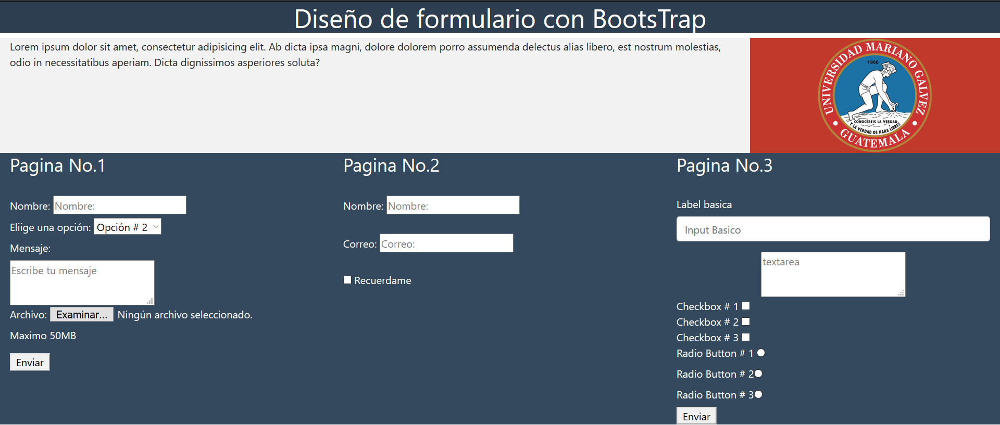 Diseño de formulario con BootsTrap
Lorem ipsum dolor sit amet, consectetur adipisicing elit. Ab dicta ipsa magni, dolore dolorem porro assumenda delectus alias libero, est nostrum molestias,
odio in necessitatibus aperiam. Dicta dignissimos asperiores soluta?
UNIVERSIDAD MARIANO GALVEZ
1966
CONOCEREIS LA VERDAD
Y LA VERDAD OS HARA LIBRES
GUATEMALA
Pagina No.1
Nombre: Nombre:
Eliige una opción: Opción # 2
Mensaje:
Escribe tu mensaje
Archivo: Examinar... Ningún archivo seleccionado.
Maximo 50MB
Enviar
Pagina No.2
Nombre: Nombre:
Correo: Correo:
Recuerdame
Pagina No.3
Label basica
Input Basico
textarea
Checkbox # 1
Checkbox # 2
Checkbox # 3
Radio Button # 1
Radio Button # 2
Radio Button # 3
Enviar